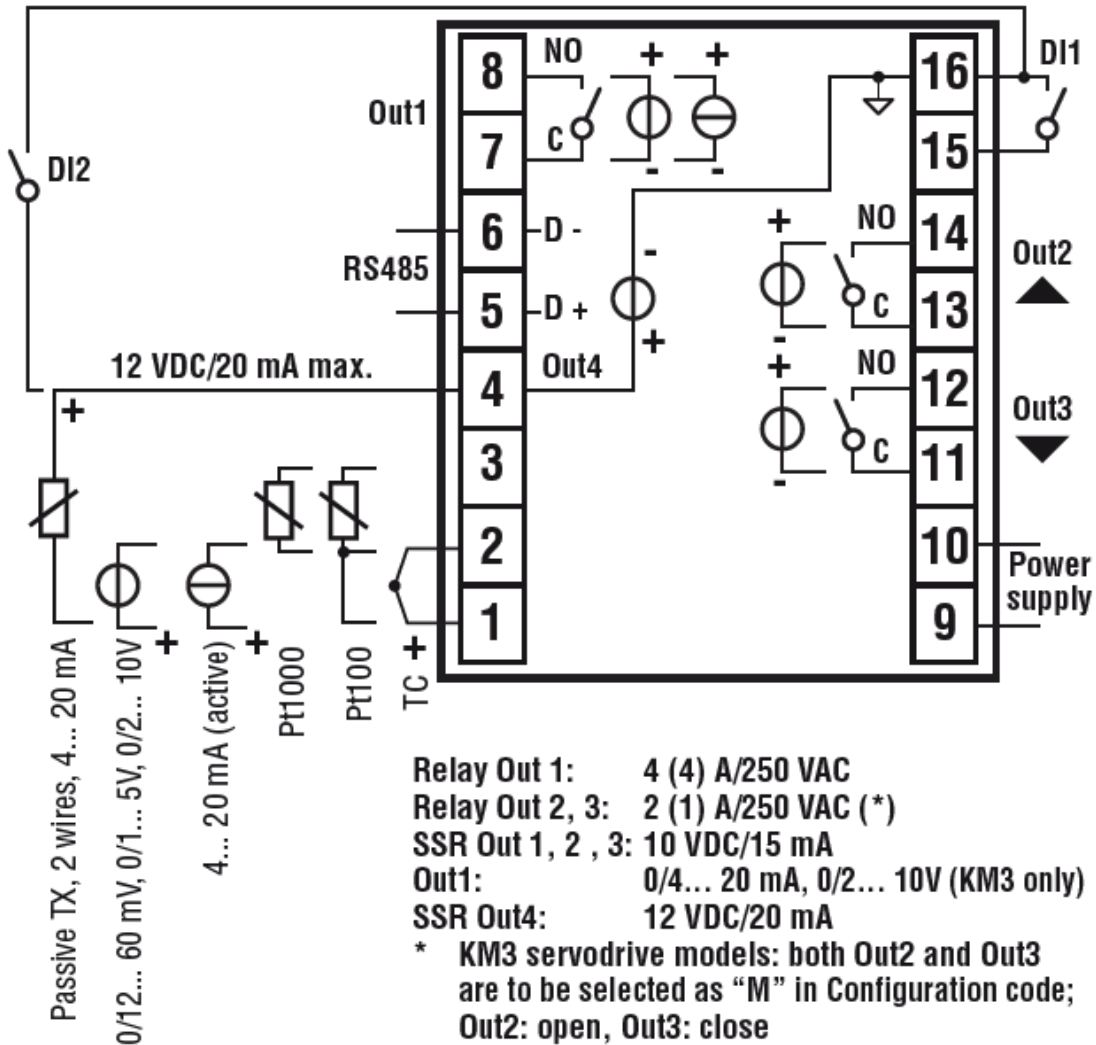 8 NO + + 16 DI1
Out1
7 C - - 15
DI2
6 D - + NO 14
RS485 - Out2
5 D + C 13
+ -
12 VDC/20 mA max. 4 Out4 + NO 12
+ Out3
3 C 11
-
2 10 Power
supply
1 9
+ + +
Passive TX, 2 wires, 4... 20 mA
0/12... 60 mV, 0/1... 5V, 0/2... 10V
4... 20 mA (active)
Pt1000
Pt100
TC
Relay Out 1: 4 (4) A/250 VAC
Relay Out 2, 3: 2 (1) A/250 VAC (*)
SSR Out 1, 2 , 3: 10 VDC/15 mA
Out1: 0/4... 20 mA, 0/2... 10V (KM3 only)
SSR Out4: 12 VDC/20 mA
* KM3 servodrive models: both Out2 and Out3
are to be selected as “M” in Configuration code;
Out2: open, Out3: close